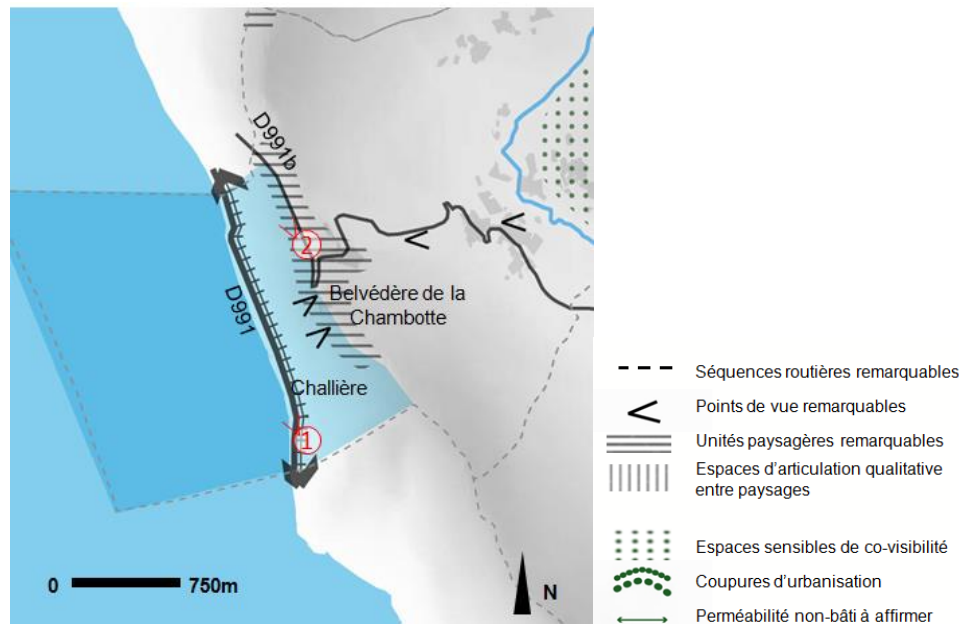 D991b
2
Belvédère de la
Chambotte
D991
Challière
1
0 750m
N
Séquences routières remarquables
Points de vue remarquables
Unités paysagères remarquables
Espaces d'articulation qualitative
entre paysages
Espaces sensibles de co-visibilité
Coupures d'urbanisation
Perméabilité non-bâti à affirmer